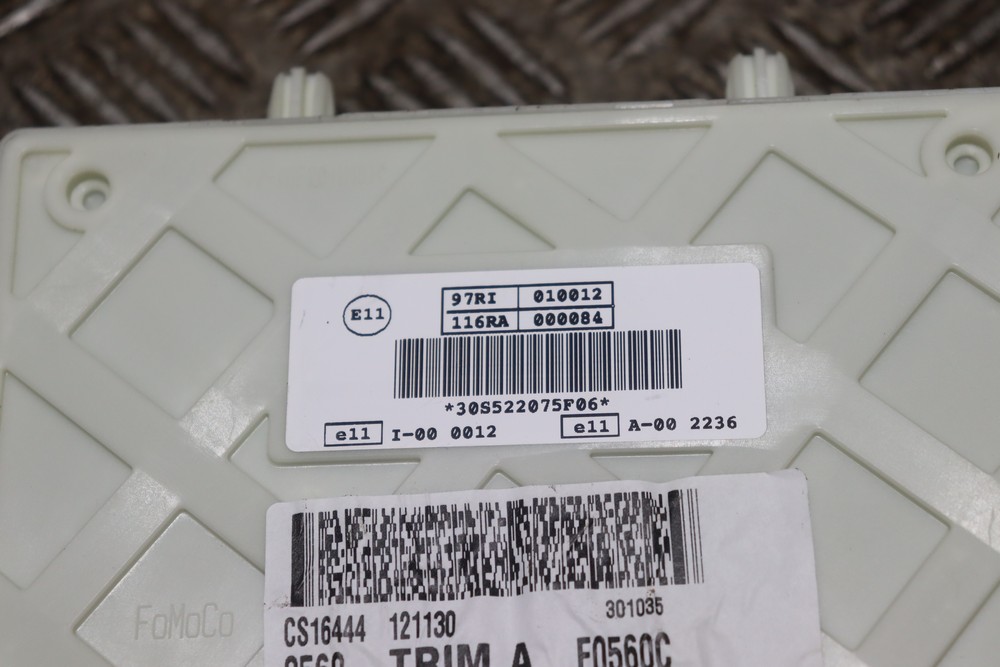 E11
97RI 010012
116RA 000084
*30S522075F06*
e11 I-00 0012 e11 A-00 2236
FoMoCo
301035
CS16444 121130
TRIM A F0560C